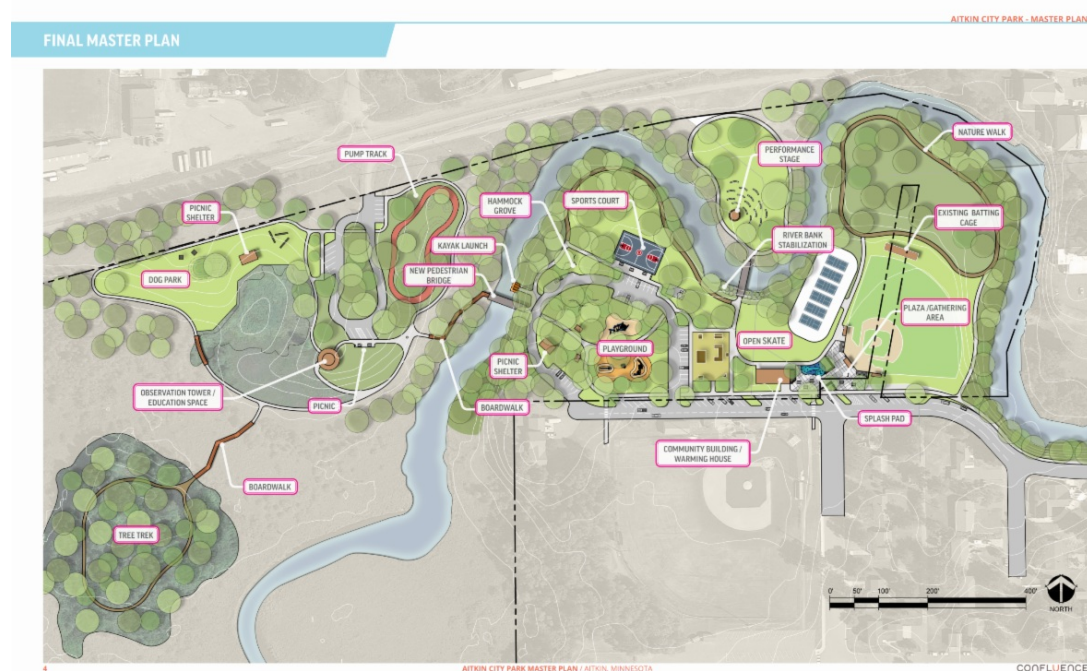 AITKIN CITY PARK - MASTER PLAN
FINAL MASTER PLAN
NATURE WALK
PERFORMANCE
STAGE
PUMP TRACK
HAMMOCK
GROVE
SPORTS COURT
PICNIC
SHELTER
EXISTING BATTING
CAGE
RIVER BANK
STABILIZATION
KAYAK LAUNCH
NEW PEDESTRIAN
BRIDGE
DOG PARK
PLAZA /GATHERING
AREA
OPEN SKATE
PLAYGROUND
PICNIC
SHELTER
OBSERVATION TOWER /
EDUCATION SPACE
PICNIC
BOARDWALK
SPLASH PAD
COMMUNITY BUILDING /
WARMING HOUSE
BOARDWALK
TREE TREK
0' 50' 100' 200' 400'
NORTH
4
AITKIN CITY PARK MASTER PLAN / AITKIN, MINNESOTA
CONFLUENCE